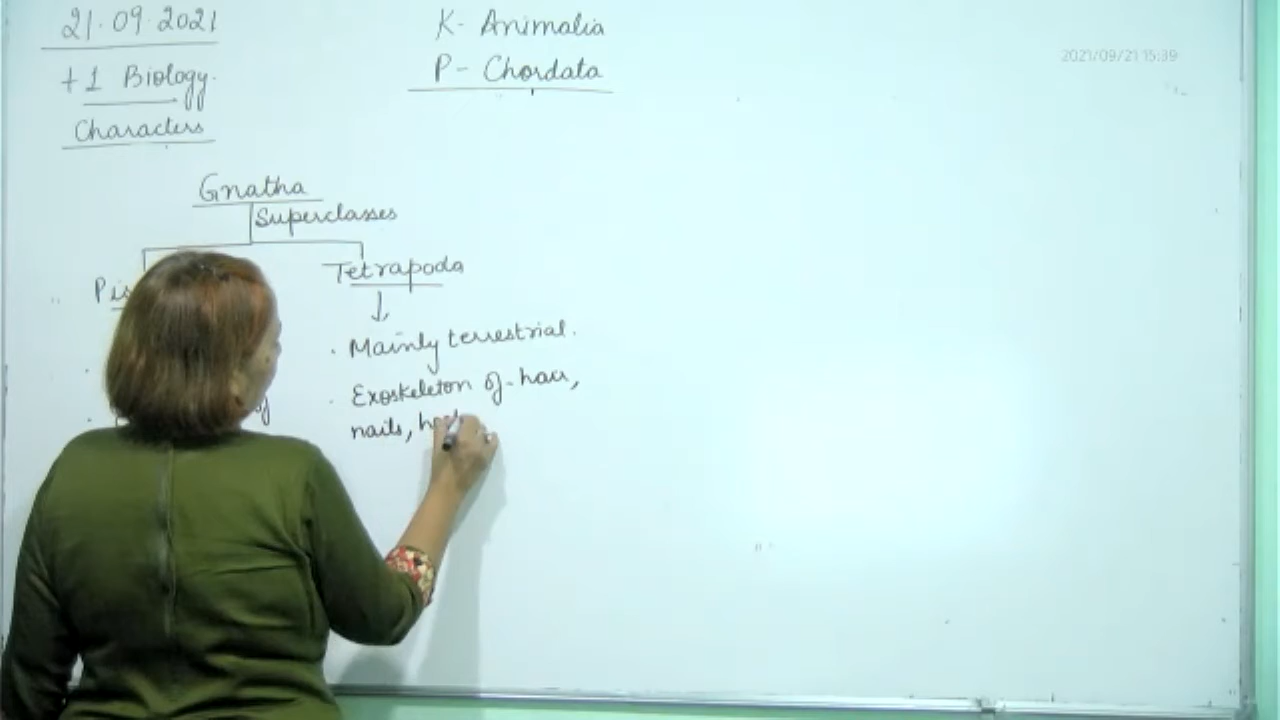 21.09.2021
+1 Biology.
Characters
K- Animalia
P- Chordata
2021/09/21 15:39
Gnatha
Superclasses
Tetrapoda
• Mainly terrestrial.
• Exoskeleton of- hair,
nails,
of